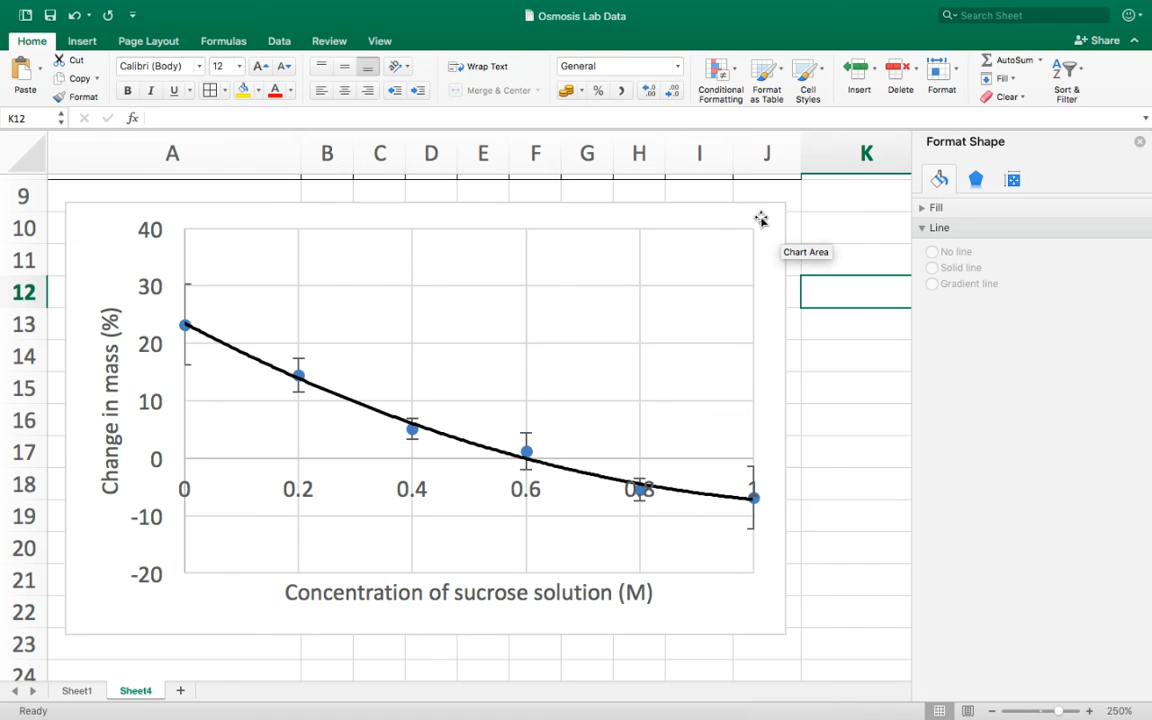 Osmosis Lab Data
Search Sheet
Home Insert Page Layout Formulas Data Review View
Share
Paste
Cut
Copy
Format
Calibri (Body) 12 A A
B I U A
Wrap Text
Merge & Center
General
%
Conditional Formatting
Format as Table
Cell Styles
Insert
Delete
Format
AutoSum
Fill
Clear
Sort & Filter
K12 fx
A B C D E F G H I J K
9
10
11
12
13
14
15
16
17
18
19
20
21
22
23
24
40
30
20
10
0
-10
-20
Change in mass (%)
0 0.2 0.4 0.6 0.8 1
Concentration of sucrose solution (M)
Chart Area
Format Shape
Fill
Line
No line
Solid line
Gradient line
Sheet1 Sheet4
Ready
250%